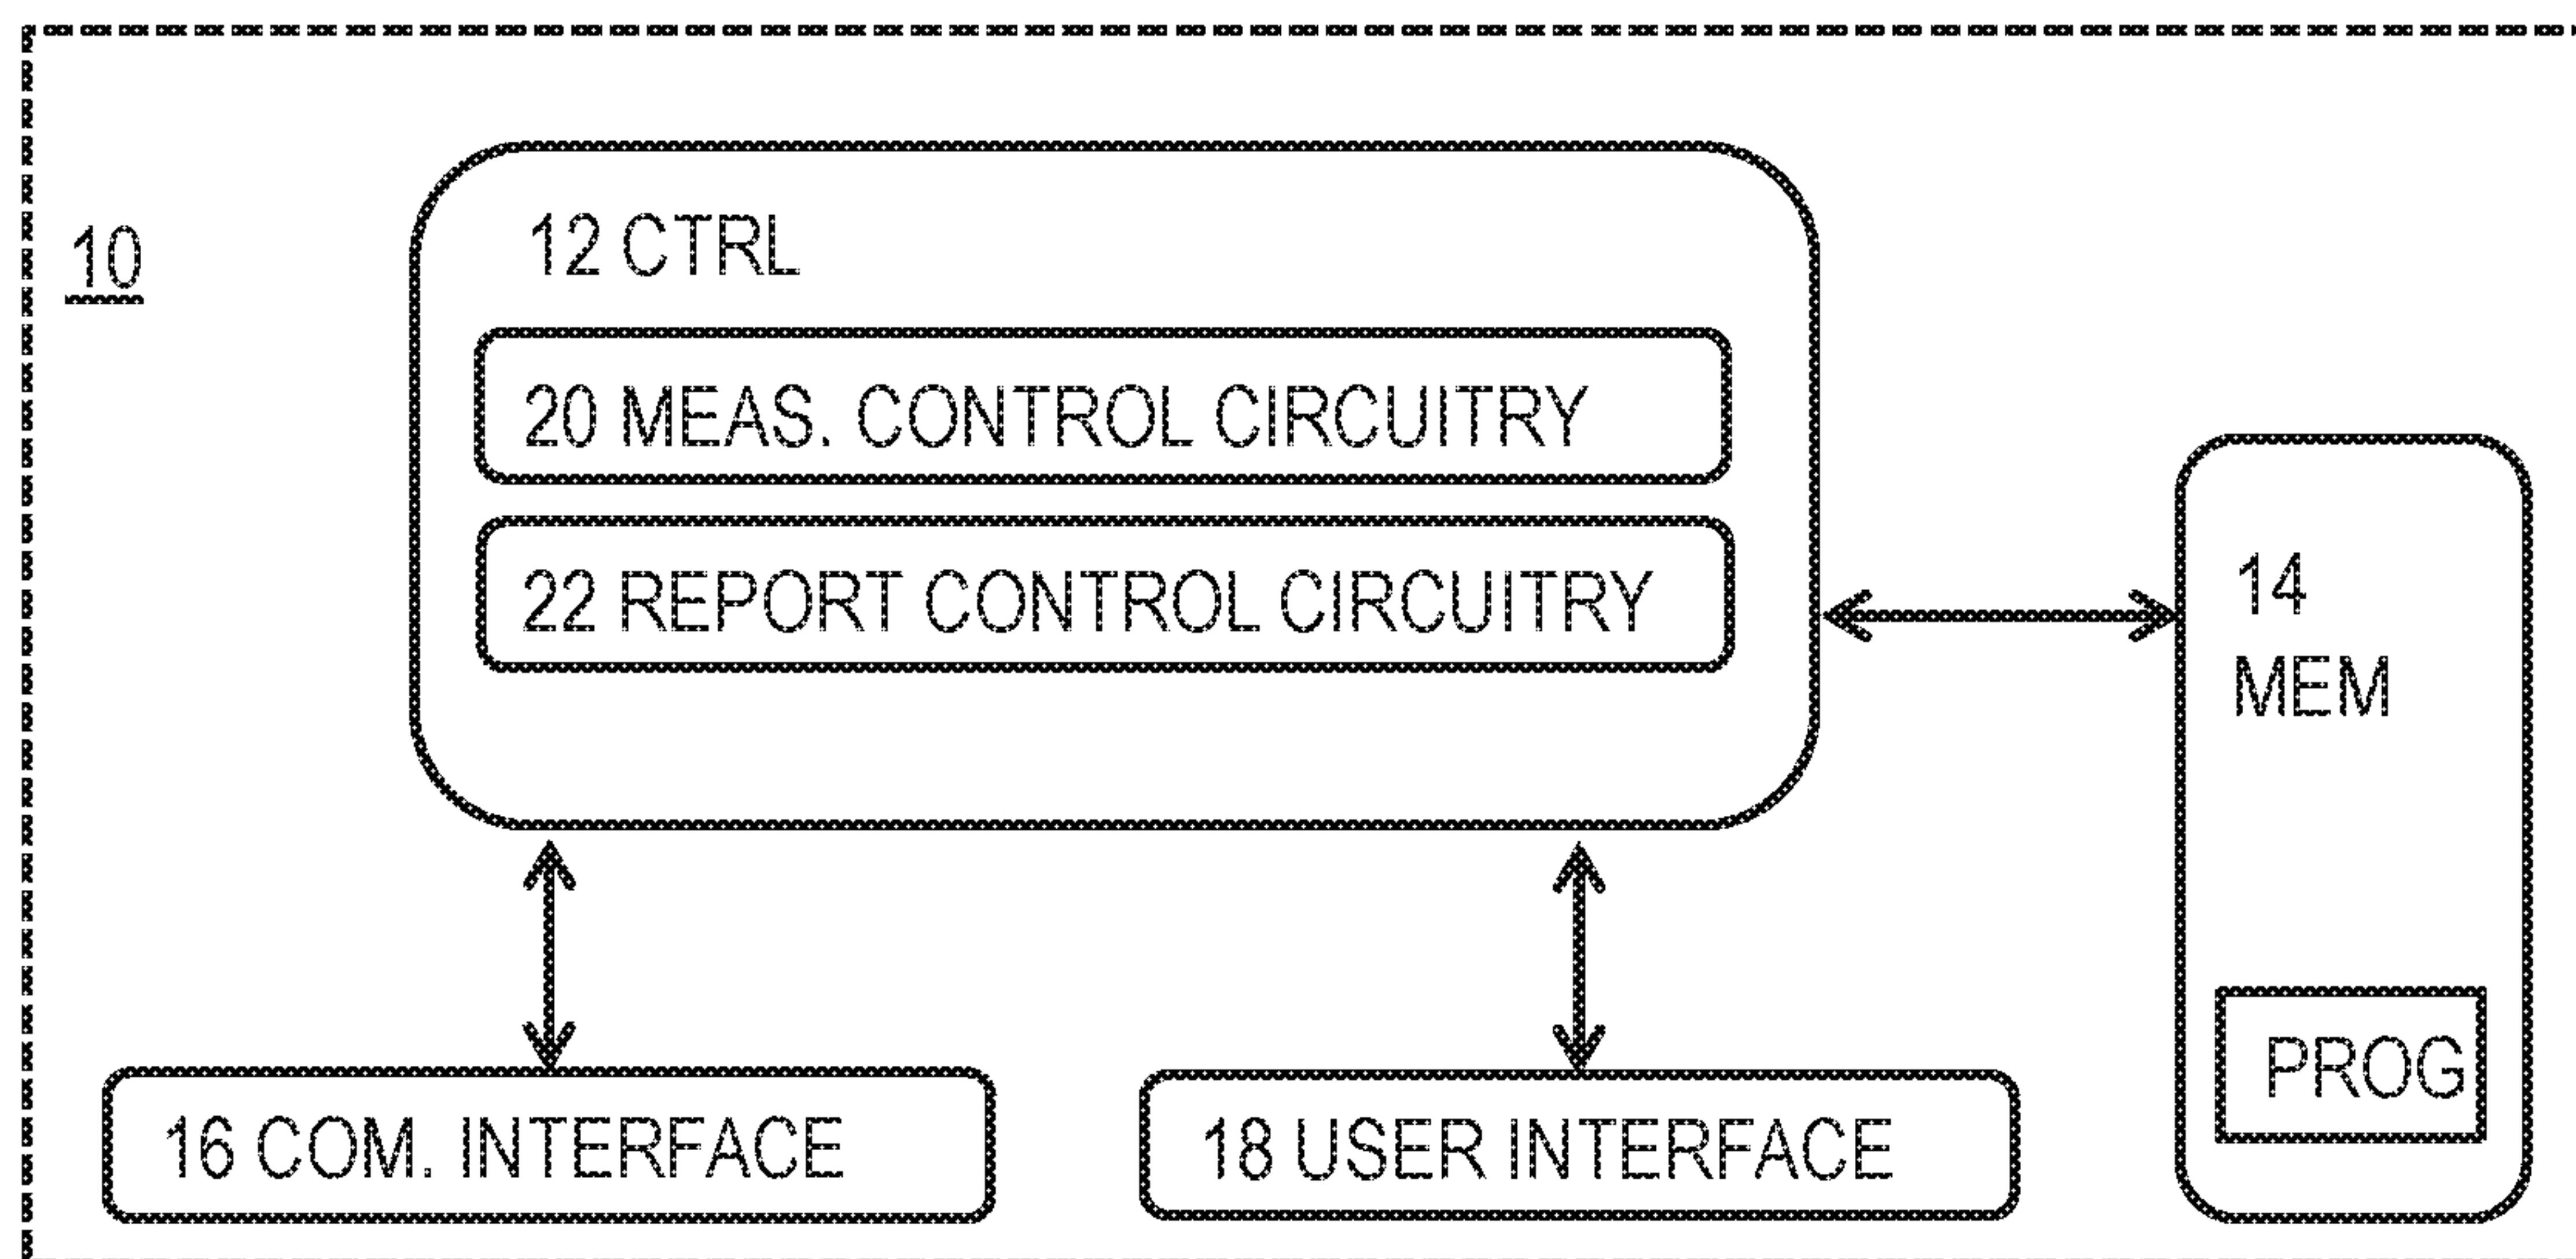 10
12 CTRL
20 MEAS. CONTROL CIRCUITRY
22 REPORT CONTROL CIRCUITRY
14
MEM
PROG
16 COM. INTERFACE
18 USER INTERFACE